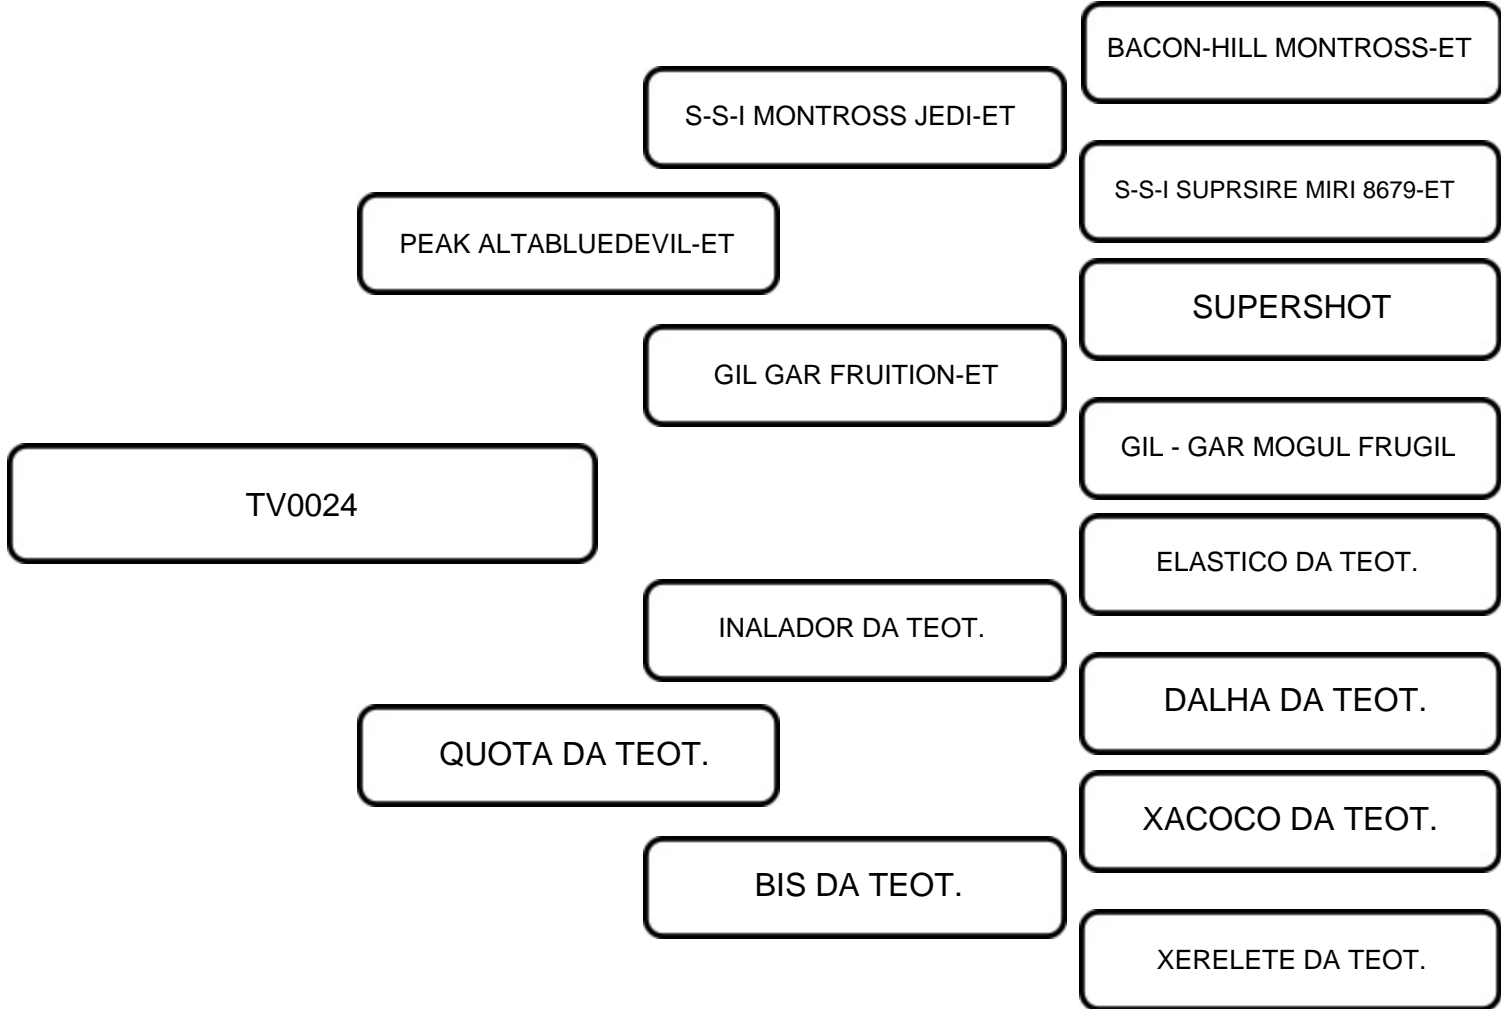 BACON-HILL MONTROSS-ET
S-S-I MONTROSS JEDI-ET
S-S-I SUPRSIRE MIRI 8679-ET
PEAK ALTABLUEDEVIL-ET
SUPERSHOT
GIL GAR FRUITION-ET
GIL - GAR MOGUL FRUGIL
TV0024
ELASTICO DA TEOT.
INALADOR DA TEOT.
DALHA DA TEOT.
QUOTA DA TEOT.
XACOCO DA TEOT.
BIS DA TEOT.
XERELETE DA TEOT.